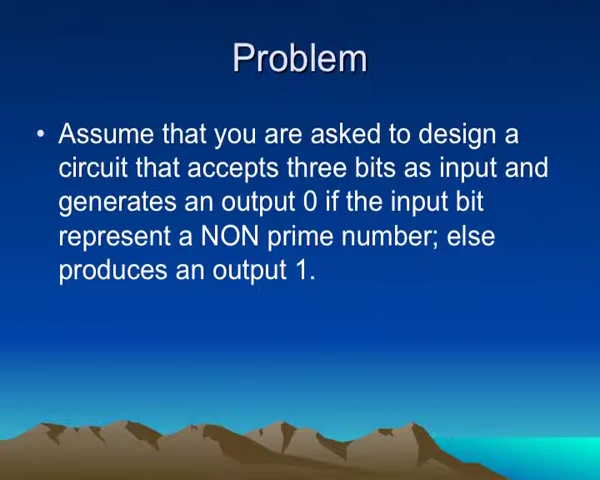 Problem
• Assume that you are asked to design a
circuit that accepts three bits as input and
generates an output 0 if the input bit
represent a NON prime number; else
produces an output 1.